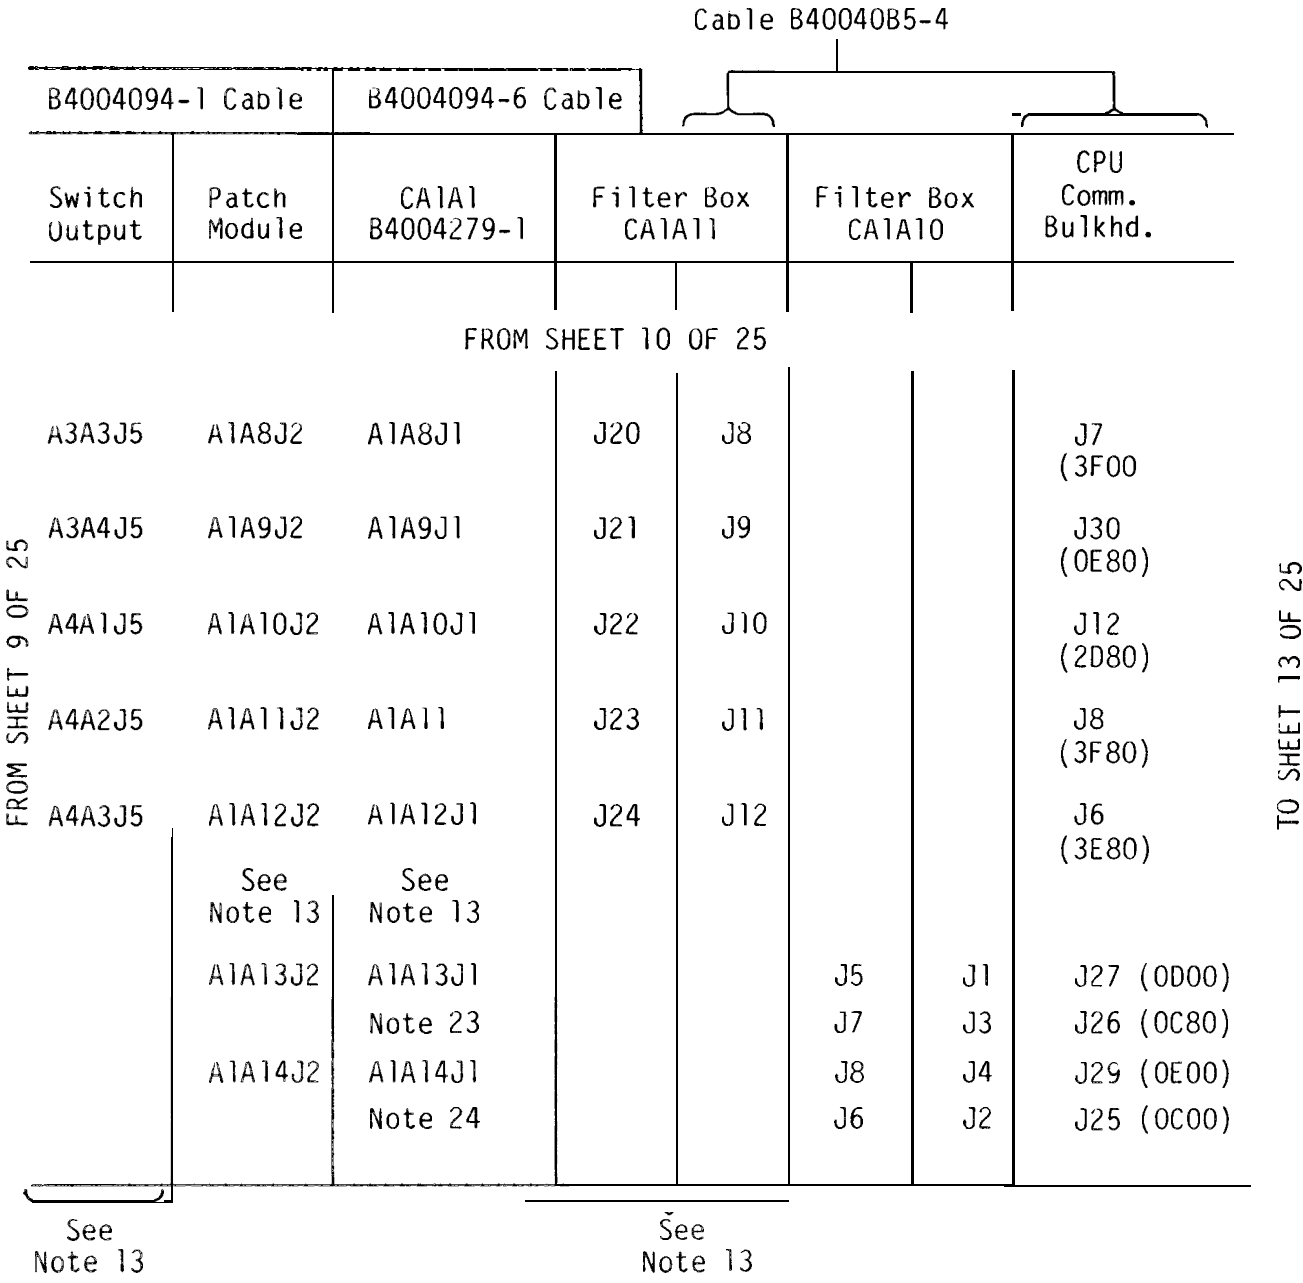 Cable B40040B5-4
B4004094-1 Cable B4004094-6 Cable
CPU
Switch Patch CA1A1 Filter Box Filter Box Comm.
Output Module B4004279-1 CA1A11 CA1A10 Bulkhd.
FROM SHEET 10 OF 25
A3A3J5 A1A8J2 A1A8J1 J20 J8 J7
(3F00
A3A4J5 A1A9J2 A1A9J1 J21 J9 J30
(0E80)
A4A1J5 A1A10J2 A1A10J1 J22 J10 J12
(2D80)
A4A2J5 A1A11J2 A1A11 J23 J11 J8
(3F80)
A4A3J5 A1A12J2 A1A12J1 J24 J12 J6
(3E80)
See See
Note 13 Note 13
A1A13J2 A1A13J1 J5 J1 J27 (0D00)
Note 23 J7 J3 J26 (0C80)
A1A14J2 A1A14J1 J8 J4 J29 (0E00)
Note 24 J6 J2 J25 (0C00)
See See
Note 13 Note 13
FROM SHEET 9 OF 25
TO SHEET 13 OF 25